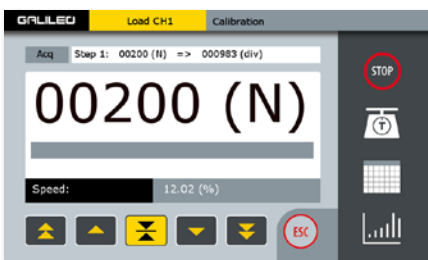 GALILEO Load CH1 Calibration
Acq Step 1: 00200 (N) => 000983 (div)
STOP
00200 (N)
T
Speed: 12.02 (%)
ESC